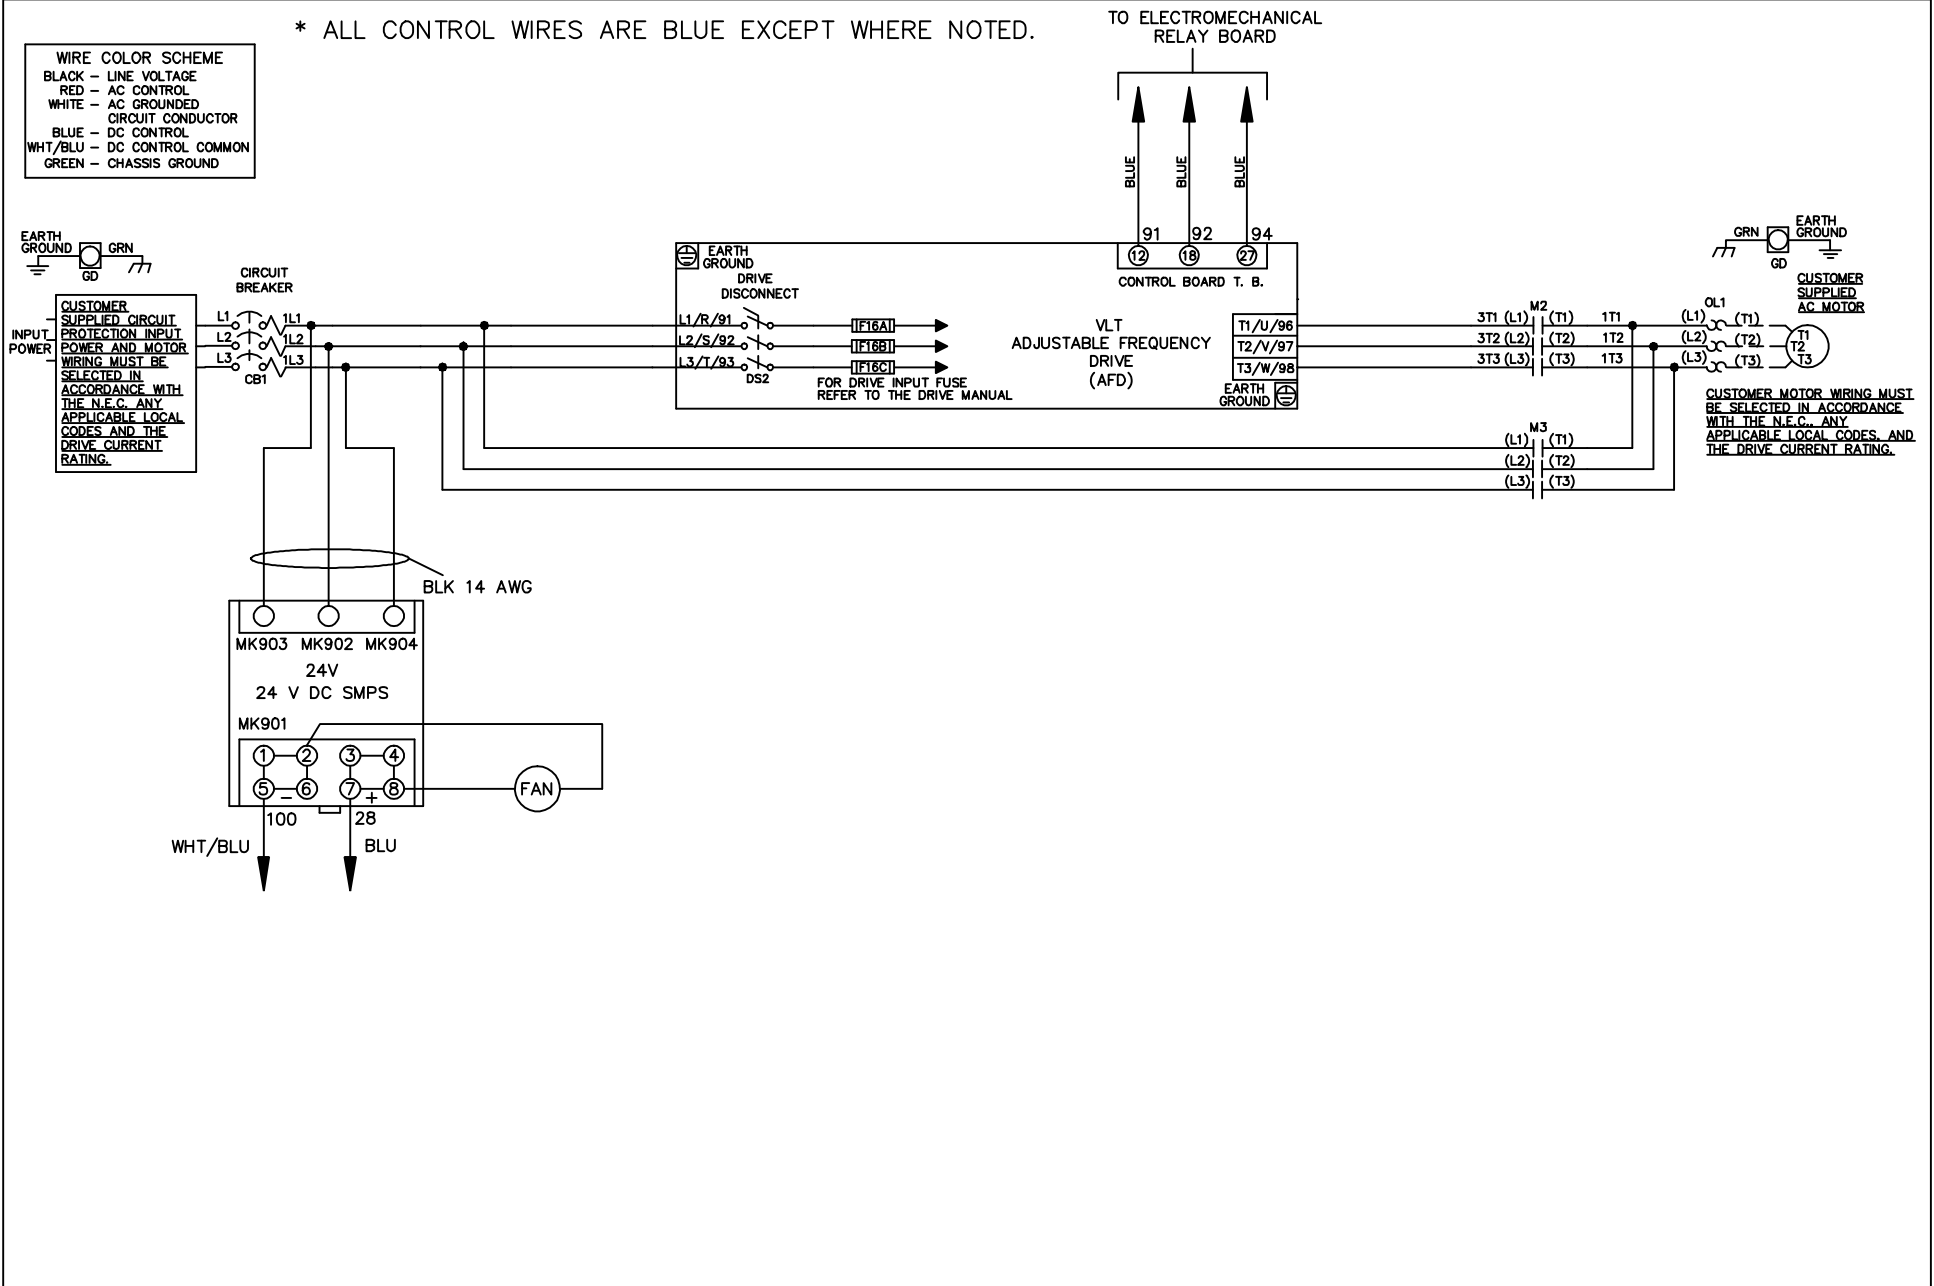 * ALL CONTROL WIRES ARE BLUE EXCEPT WHERE NOTED.
TO ELECTROMECHANICAL
RELAY BOARD
WIRE COLOR SCHEME
BLACK – LINE VOLTAGE
RED – AC CONTROL
WHITE – AC GROUNDED
CIRCUIT CONDUCTOR
BLUE – DC CONTROL
WHT/BLU – DC CONTROL COMMON
GREEN – CHASSIS GROUND
BLUE
BLUE
BLUE
91
92
94
12
18
27
CONTROL BOARD T. B.
EARTH
GROUND
GRN
GD
INPUT
POWER
CUSTOMER
SUPPLIED CIRCUIT
PROTECTION INPUT
POWER AND MOTOR
WIRING MUST BE
SELECTED IN
ACCORDANCE WITH
THE N.E.C. ANY
APPLICABLE LOCAL
CODES AND THE
DRIVE CURRENT
RATING.
CIRCUIT
BREAKER
L1
1L1
L2
1L2
L3
1L3
CB1
EARTH
GROUND
DRIVE
DISCONNECT
L1/R/91
L2/S/92
L3/T/93
DS2
F16A
F16B
F16C
FOR DRIVE INPUT FUSE
REFER TO THE DRIVE MANUAL
VLT
ADJUSTABLE FREQUENCY
DRIVE
(AFD)
T1/U/96
T2/V/97
T3/W/98
EARTH
GROUND
M2
3T1 (L1) (T1) 1T1
3T2 (L2) (T2) 1T2
3T3 (L3) (T3) 1T3
M3
(L1) (T1)
(L2) (T2)
(L3) (T3)
OL1
(L1) (T1)
(L2) (T2)
(L3) (T3)
T1
T2
T3
GRN
GD
EARTH
GROUND
CUSTOMER
SUPPLIED
AC MOTOR
CUSTOMER MOTOR WIRING MUST
BE SELECTED IN ACCORDANCE
WITH THE N.E.C.. ANY
APPLICABLE LOCAL CODES, AND
THE DRIVE CURRENT RATING.
BLK 14 AWG
MK903 MK902 MK904
24V
24 V DC SMPS
MK901
1 2 3 4
5 – 6 7 + 8
FAN
100
28
WHT/BLU
BLU